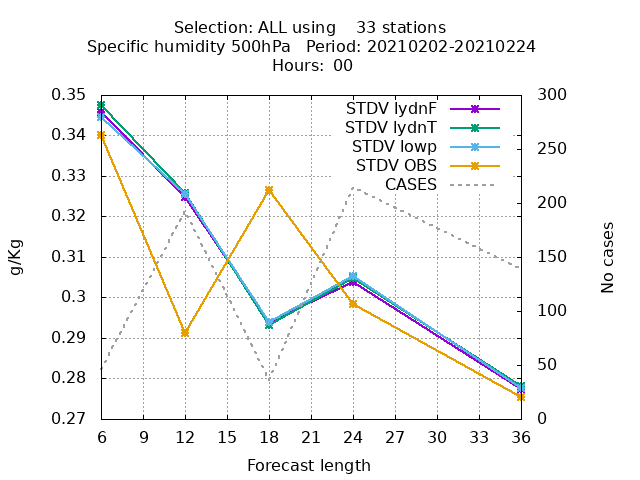 Selection: ALL using    33 stations
Specific humidity 500hPa   Period: 20210202-20210224
Hours:  00
STDV lydnF
STDV lydnT
STDV lowp
STDV OBS
CASES
g/Kg
0.35
0.34
0.33
0.32
0.31
0.3
0.29
0.28
0.27
300
250
200
150
100
50
0
No cases
6 9 12 15 18 21 24 27 30 33 36
Forecast length